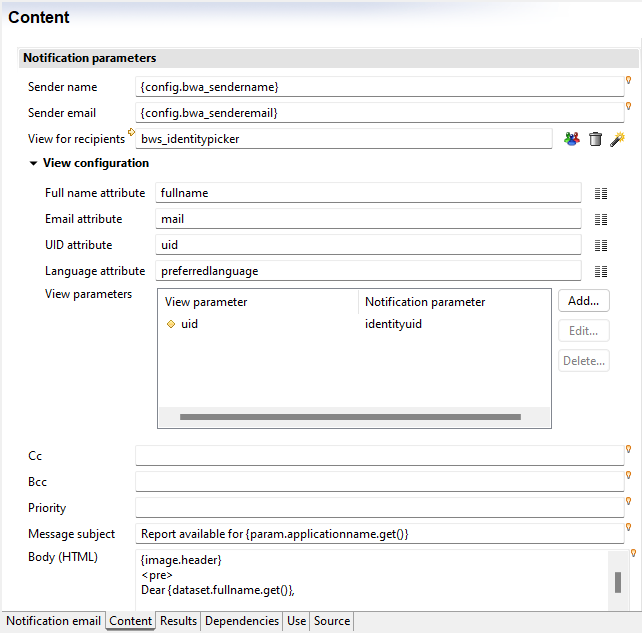 Content
Notification parameters
Sender name {config.bwa_sendername}
Sender email {config.bwa_senderemail}
View for recipients bws_identitypicker
View configuration
Full name attribute fullname
Email attribute mail
UID attribute uid
Language attribute preferredlanguage
View parameters View parameter Notification parameter Add...
uid identityuid
Edit...
Delete...
Cc
Bcc
Priority
Message subject Report available for {param.applicationname.get()}
Body (HTML) {image.header}
<pre>
Dear {dataset.fullname.get()},
Notification email Content Results Dependencies Use Source